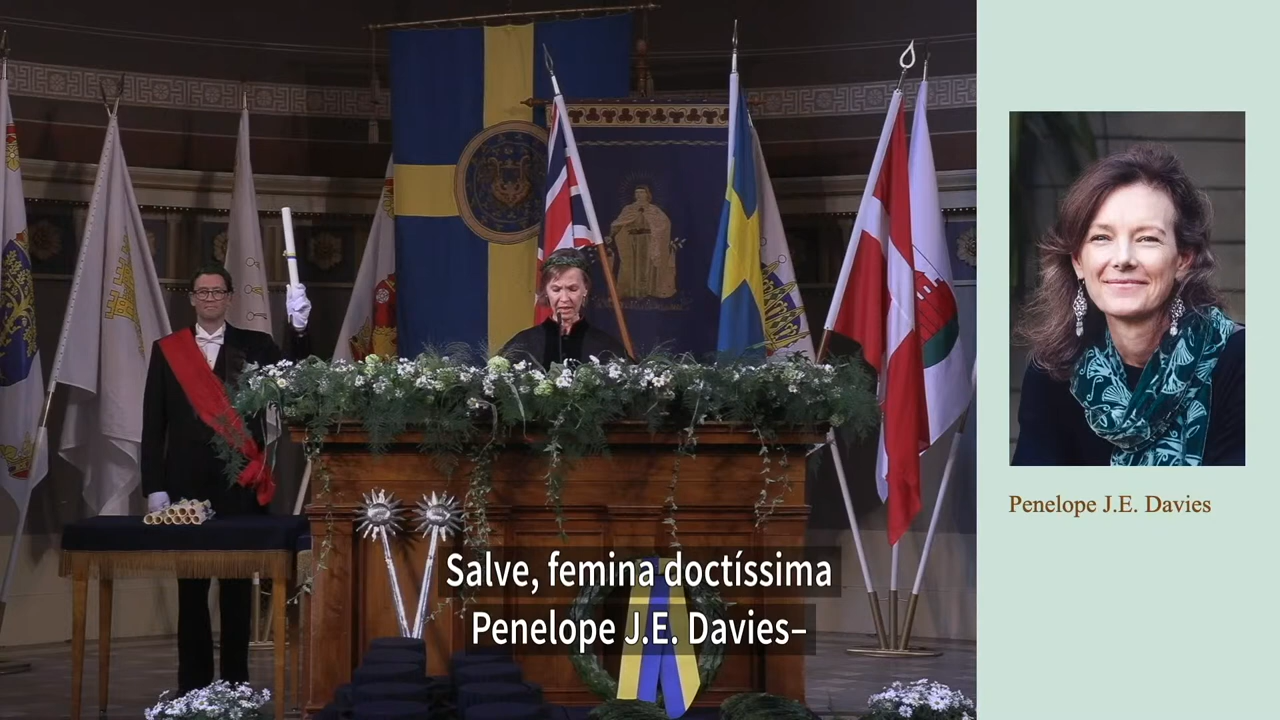 Salve, femina doctíssima
Penelope J.E. Davies–
Penelope J.E. Davies